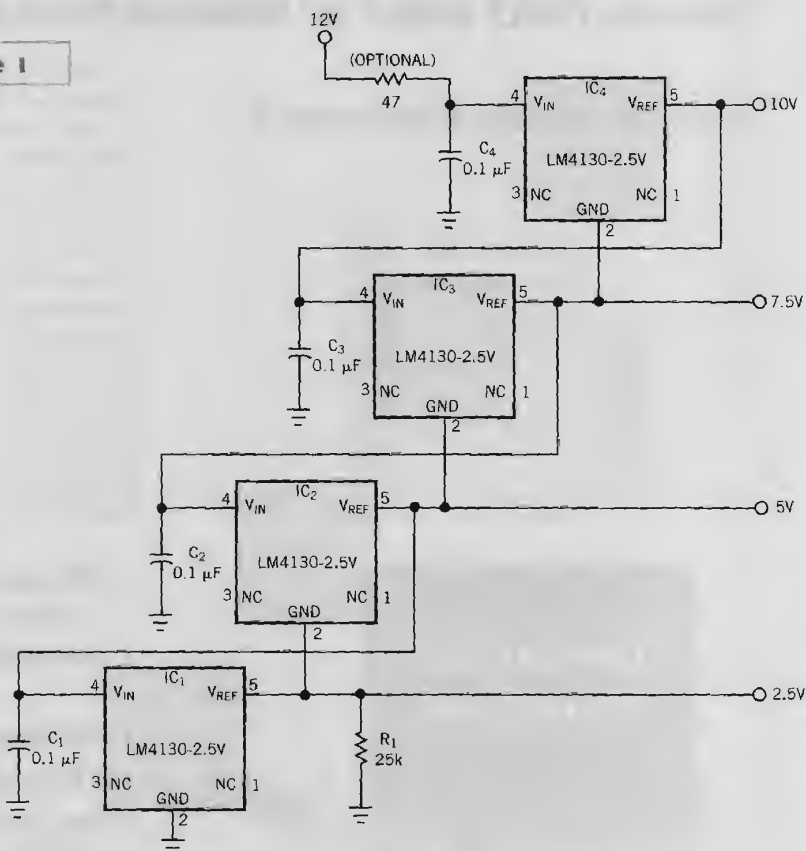 12V
e 1
(OPTIONAL)
47
4 VIN IC4 VREF 5
10V
C4
0.1 µF
LM4130-2.5V
3 NC NC 1
GND
2
4 VIN IC3 VREF 5
7.5V
C3
0.1 µF
LM4130-2.5V
3 NC NC 1
GND
2
4 VIN IC2 VREF 5
5V
C2
0.1 µF
LM4130-2.5V
3 NC NC 1
GND
2
4 VIN IC1 VREF 5
2.5V
C1
0.1 µF
LM4130-2.5V
R1
25k
3 NC NC 1
GND
2